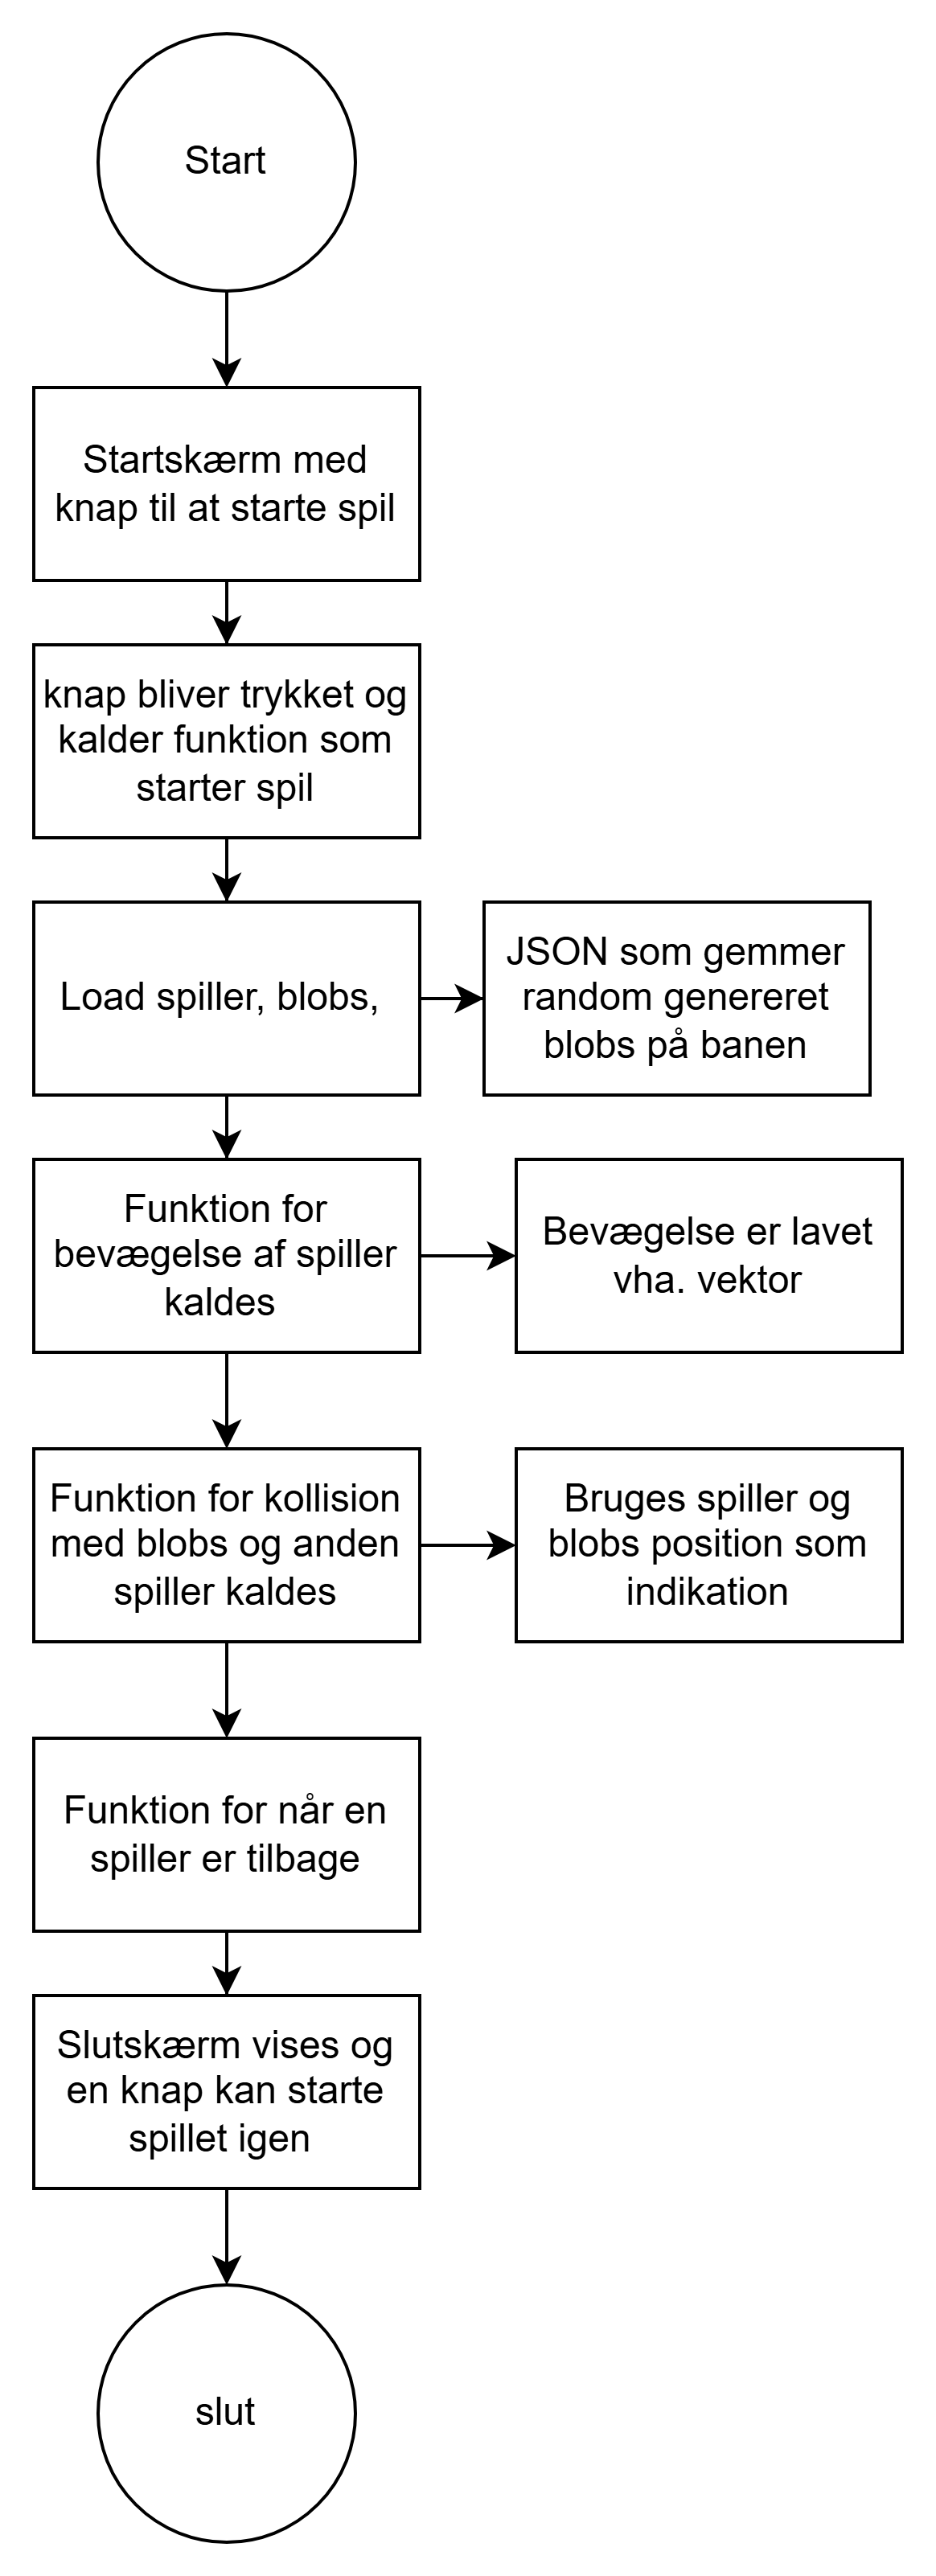 Start
Startskærm med
knap til at starte spil
knap bliver trykket og
kalder funktion som
starter spil
Load spiller, blobs,
JSON som gemmer
random genereret
blobs på banen
Funktion for
bevægelse af spiller
kaldes
Bevægelse er lavet
vha. vektor
Funktion for kollision
med blobs og anden
spiller kaldes
Bruges spiller og
blobs position som
indikation
Funktion for når en
spiller er tilbage
Slutskærm vises og
en knap kan starte
spillet igen
slut